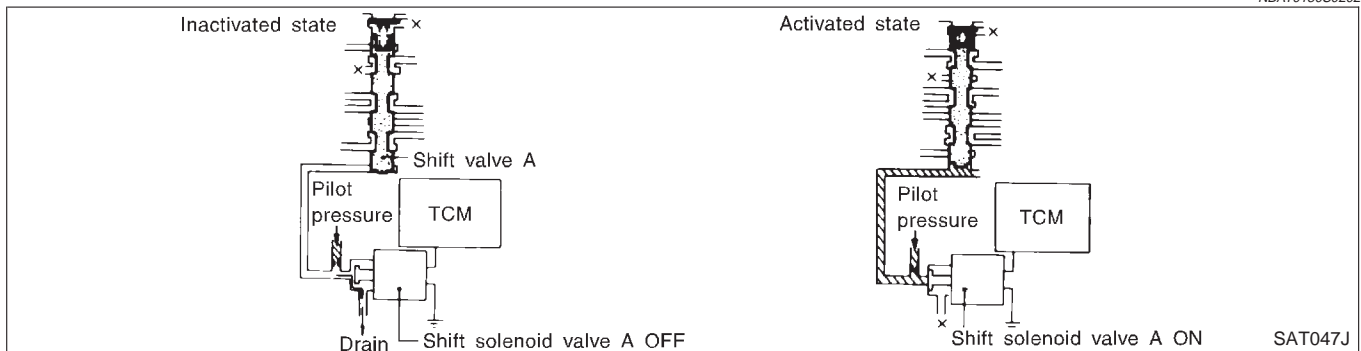 Inactivated state
×
×
Shift valve A
Pilot
pressure
TCM
Drain
Shift solenoid valve A OFF
Activated state
×
×
Pilot
pressure
TCM
×
Shift solenoid valve A ON
SAT047J